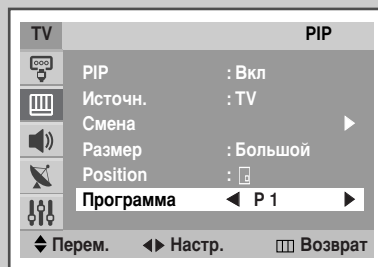 TV PIP
PIP : Вкл
Источн. : TV
Смена
Размер : Большой
Position :
Программа P 1
Перем. Настр. Возврат